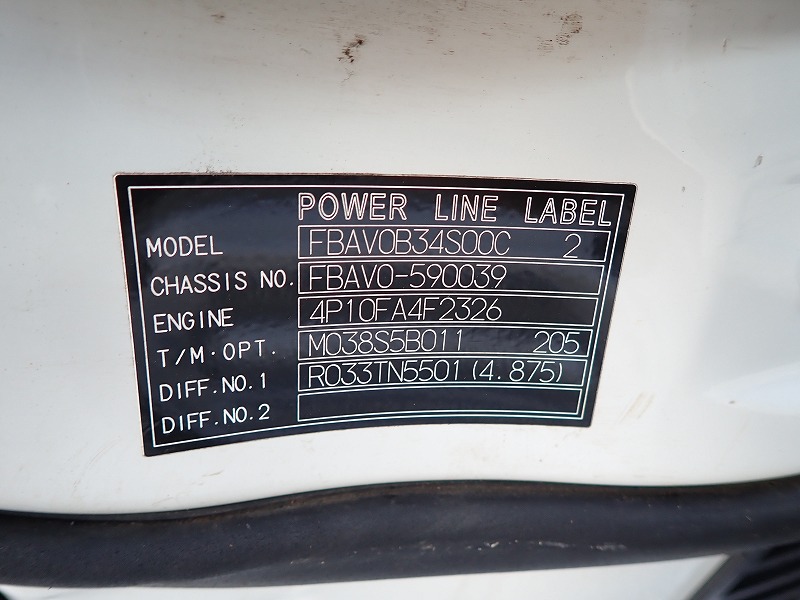 POWER LINE LABEL
MODEL FBAV0B34S00C 2
CHASSIS NO. FBAV0-590039
ENGINE 4P10FA4F2326
T/M·OPT. M038S5B011 205
DIFF.NO.1 R033TN5501(4.875)
DIFF.NO.2